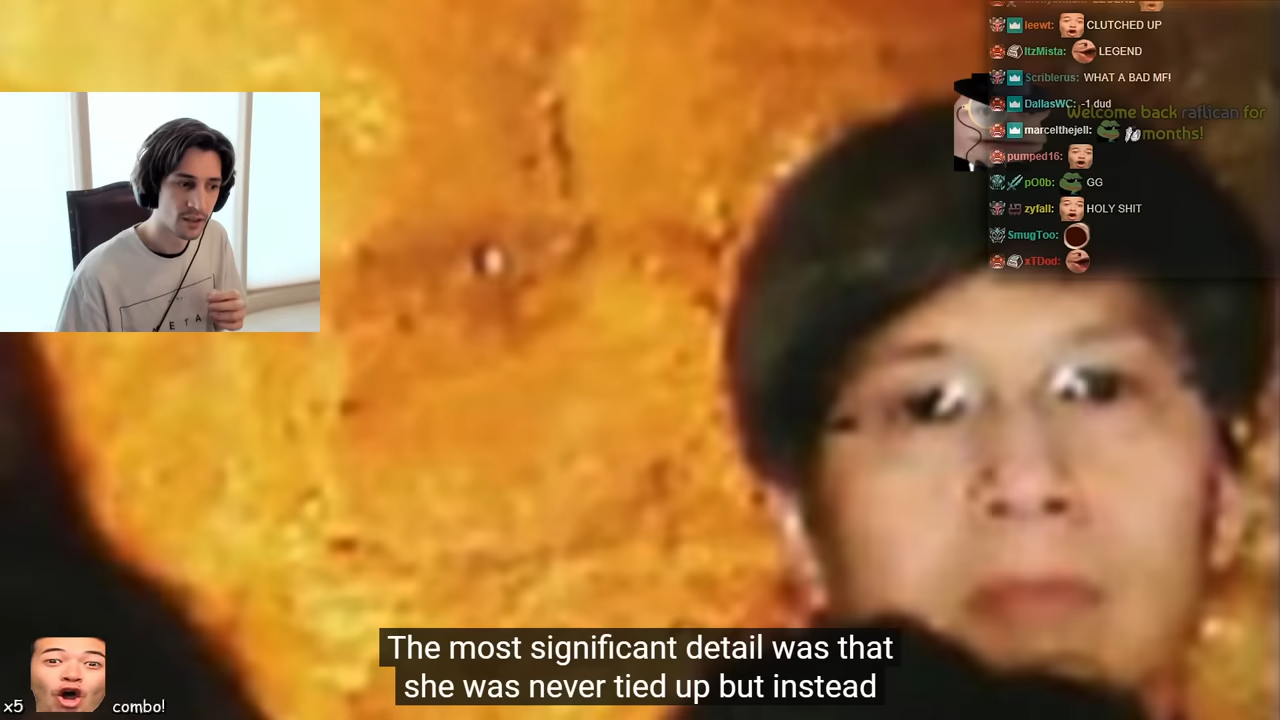 leewt: CLUTCHED UP
ItzMista: LEGEND
Scriblerus: WHAT A BAD MF!
DallasWC: -1 dud
Welcome back raflican for
marcelthejell:
months!
pumped16:
pO0b: GG
zyfall: HOLY SHIT
SmugToo:
xTDod:
E T A
The most significant detail was that
she was never tied up but instead
x5 combo!